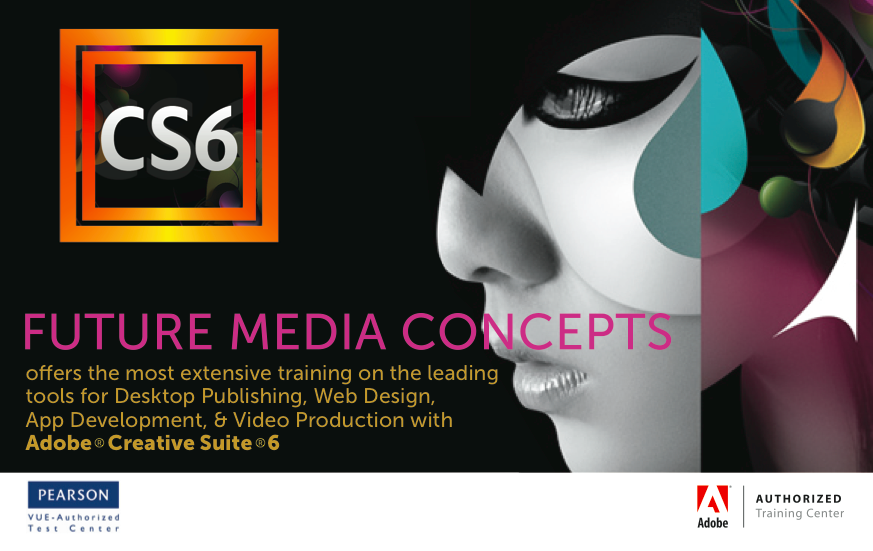 CS6
FUTURE MEDIA CONCEPTS
offers the most extensive training on the leading
tools for Desktop Publishing, Web Design,
App Development, & Video Production with
Adobe® Creative Suite® 6
PEARSON
VUE-Authorized
Test Center
Adobe
AUTHORIZED
Training Center